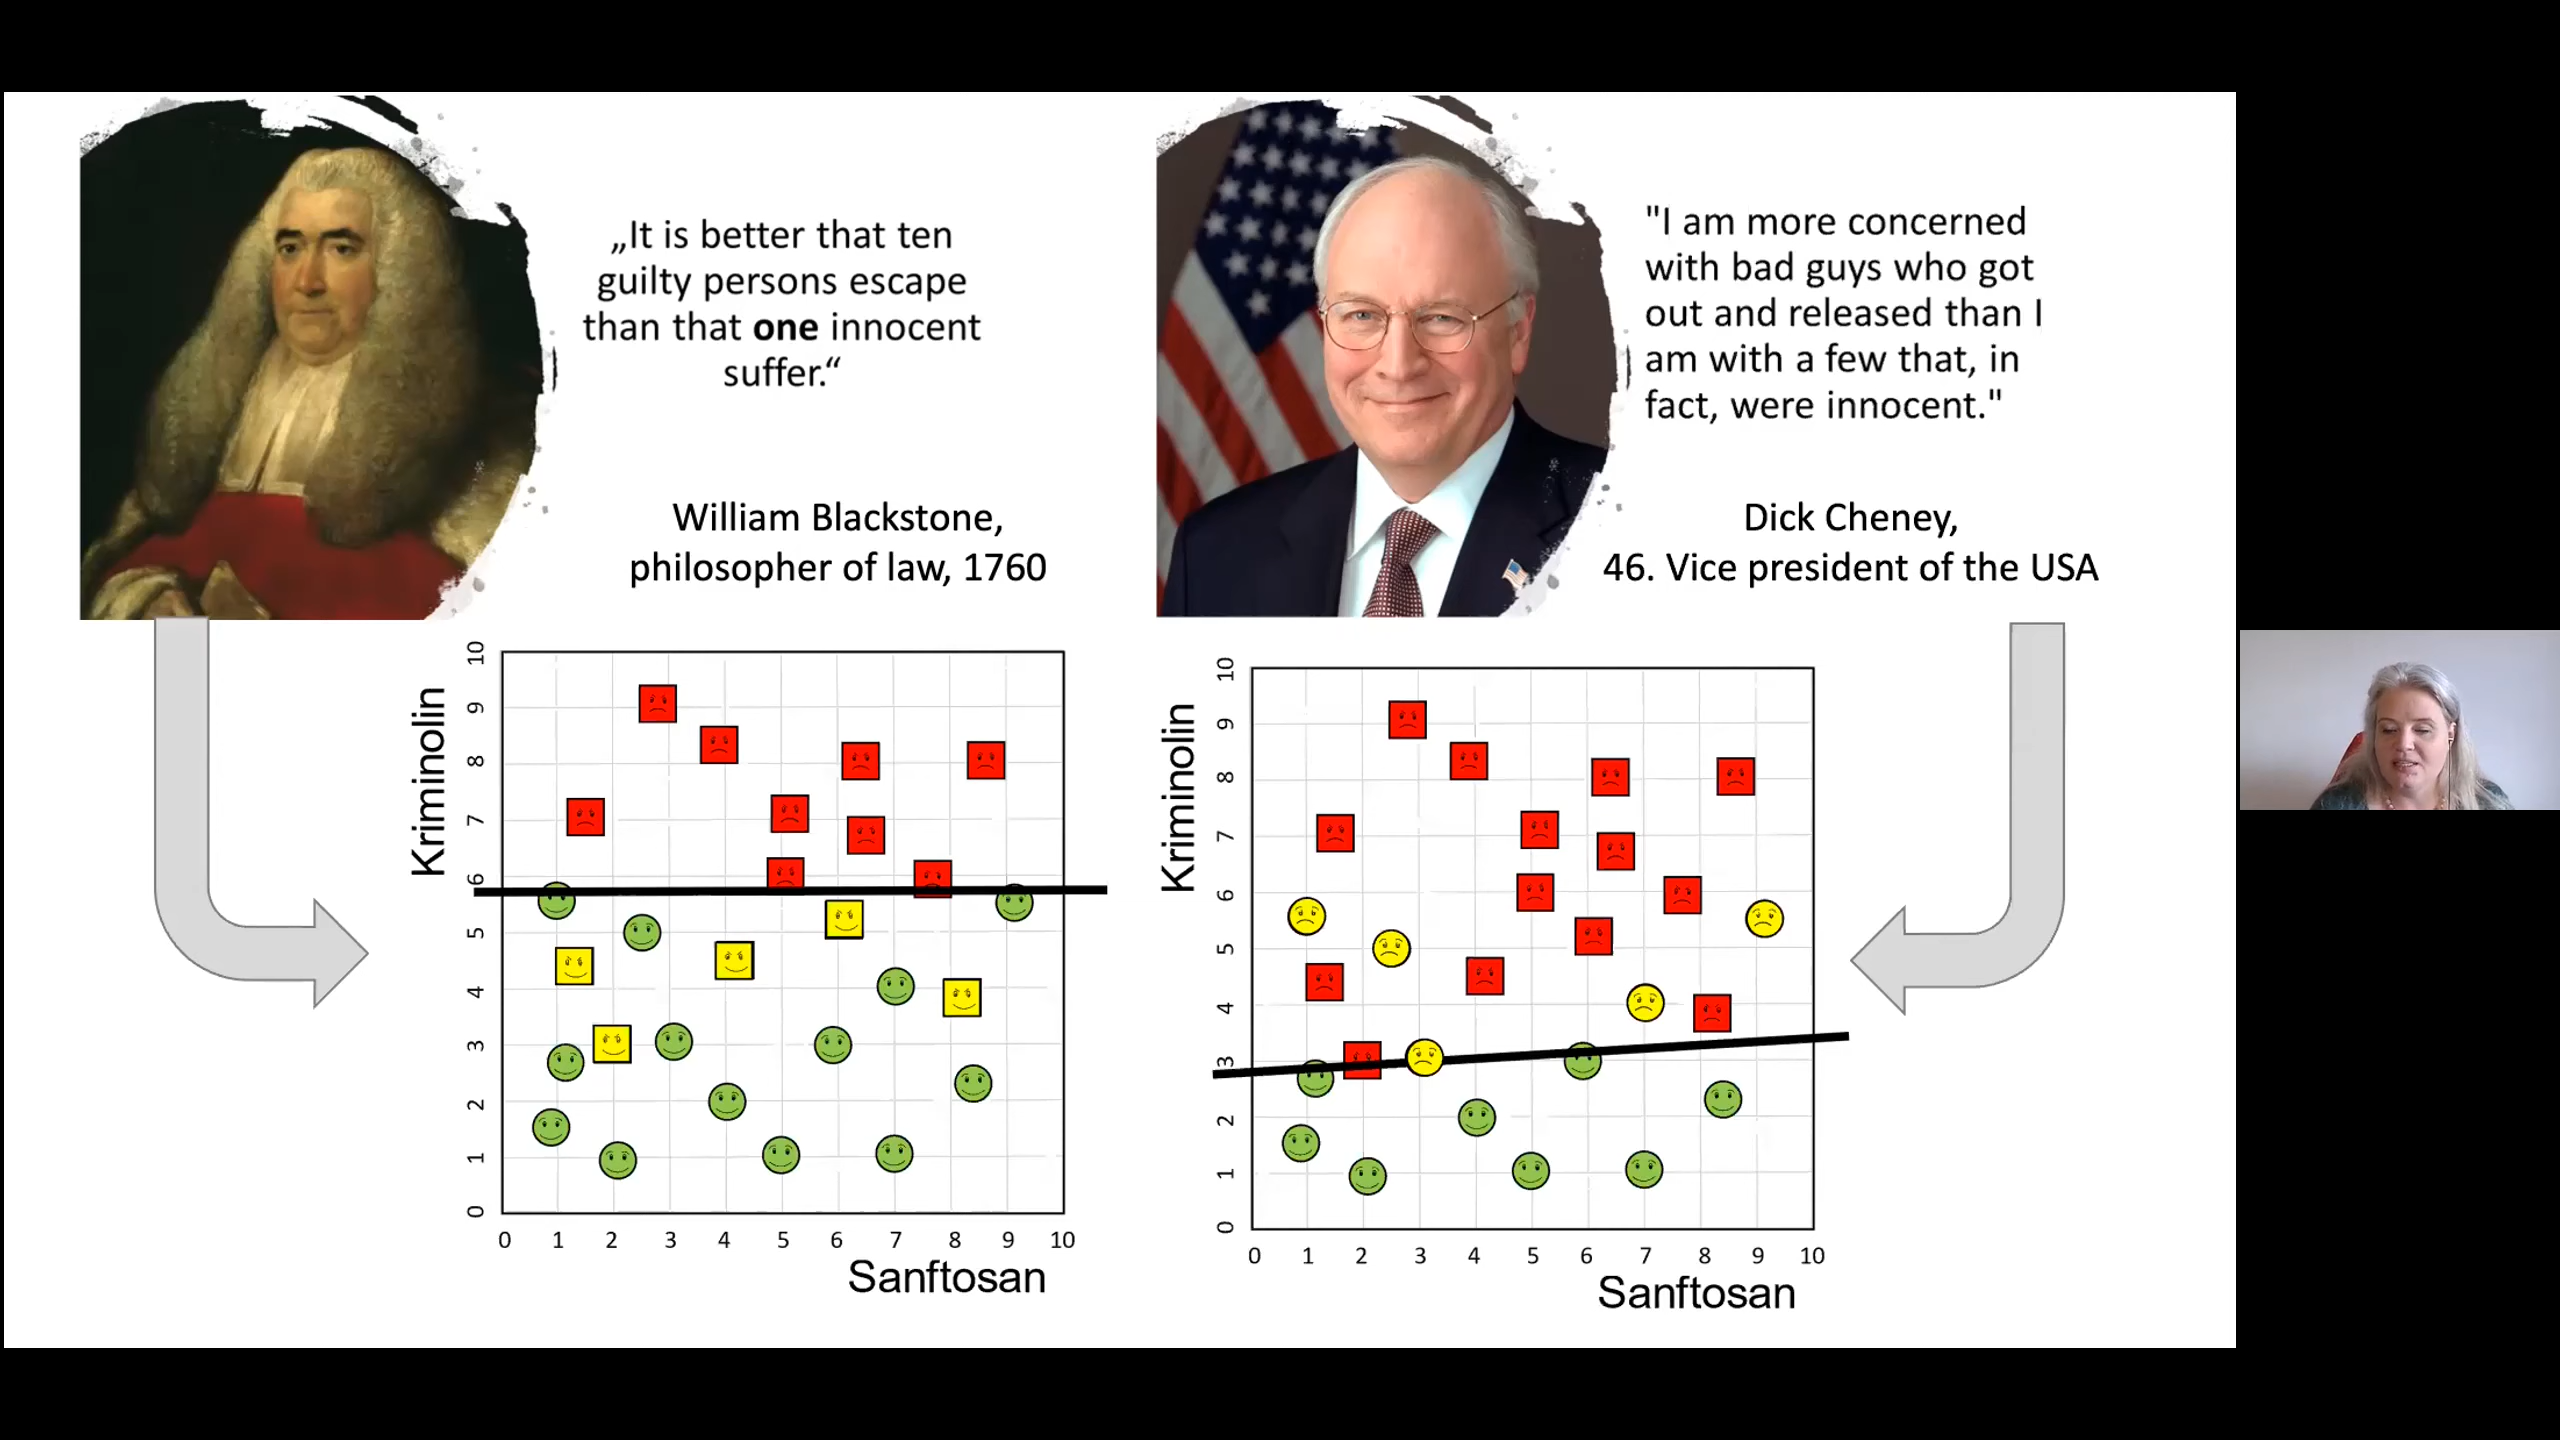 „It is better that ten
guilty persons escape
than that one innocent
suffer.“
William Blackstone,
philosopher of law, 1760
"I am more concerned
with bad guys who got
out and released than I
am with a few that, in
fact, were innocent."
Dick Cheney,
46. Vice president of the USA
Kriminolin
10
9
8
7
6
5
4
3
2
1
0
0 1 2 3 4 5 6 7 8 9 10
Sanftosan
Kriminolin
10
9
8
7
6
5
4
3
2
1
0
0 1 2 3 4 5 6 7 8 9 10
Sanftosan